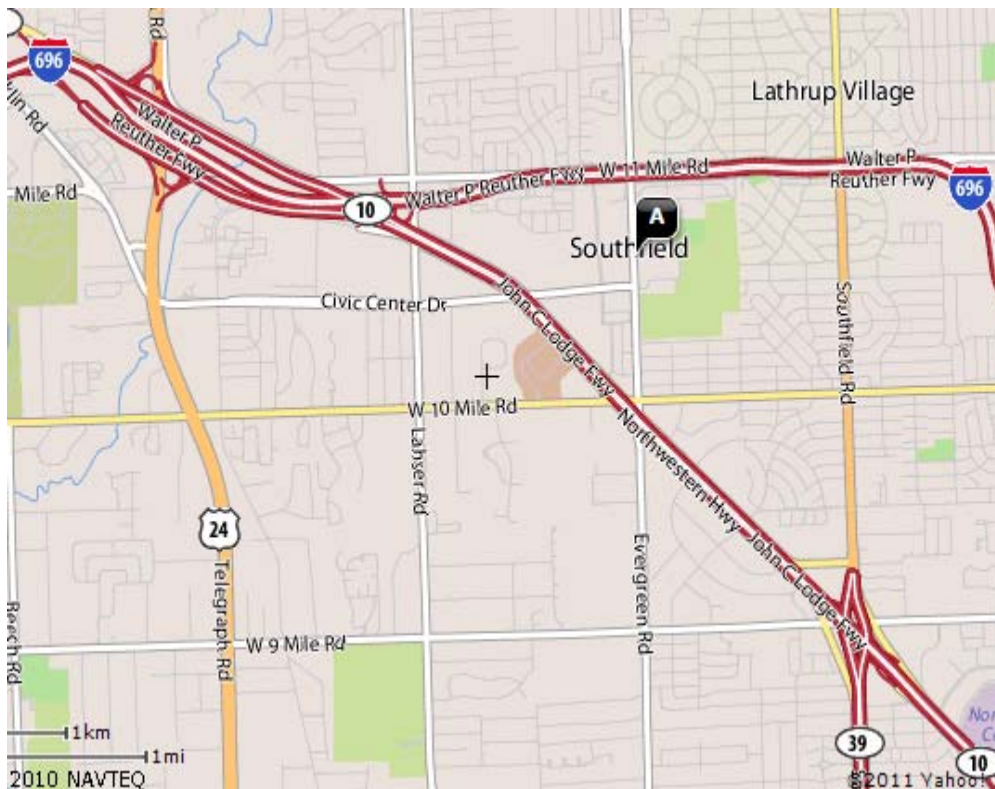 Rd
696
klin Rd
Lathrup Village
Walter P
Reuther Fwy
Walter P Reuther Fwy
W 11 Mile Rd
Walter P
Reuther Fwy
696
Mile Rd
10
A
Southfield
Civic Center Dr
John C Lodge Fwy
Southfield Rd
W 10 Mile Rd
Lahser Rd
Northwestern Hwy
24
Evergreen Rd
John C Lodge Fwy
Telegraph Rd
Beech Rd
W 9 Mile Rd
1km
1mi
39
10
2010 NAVTEQ
©2011 Yahoo!